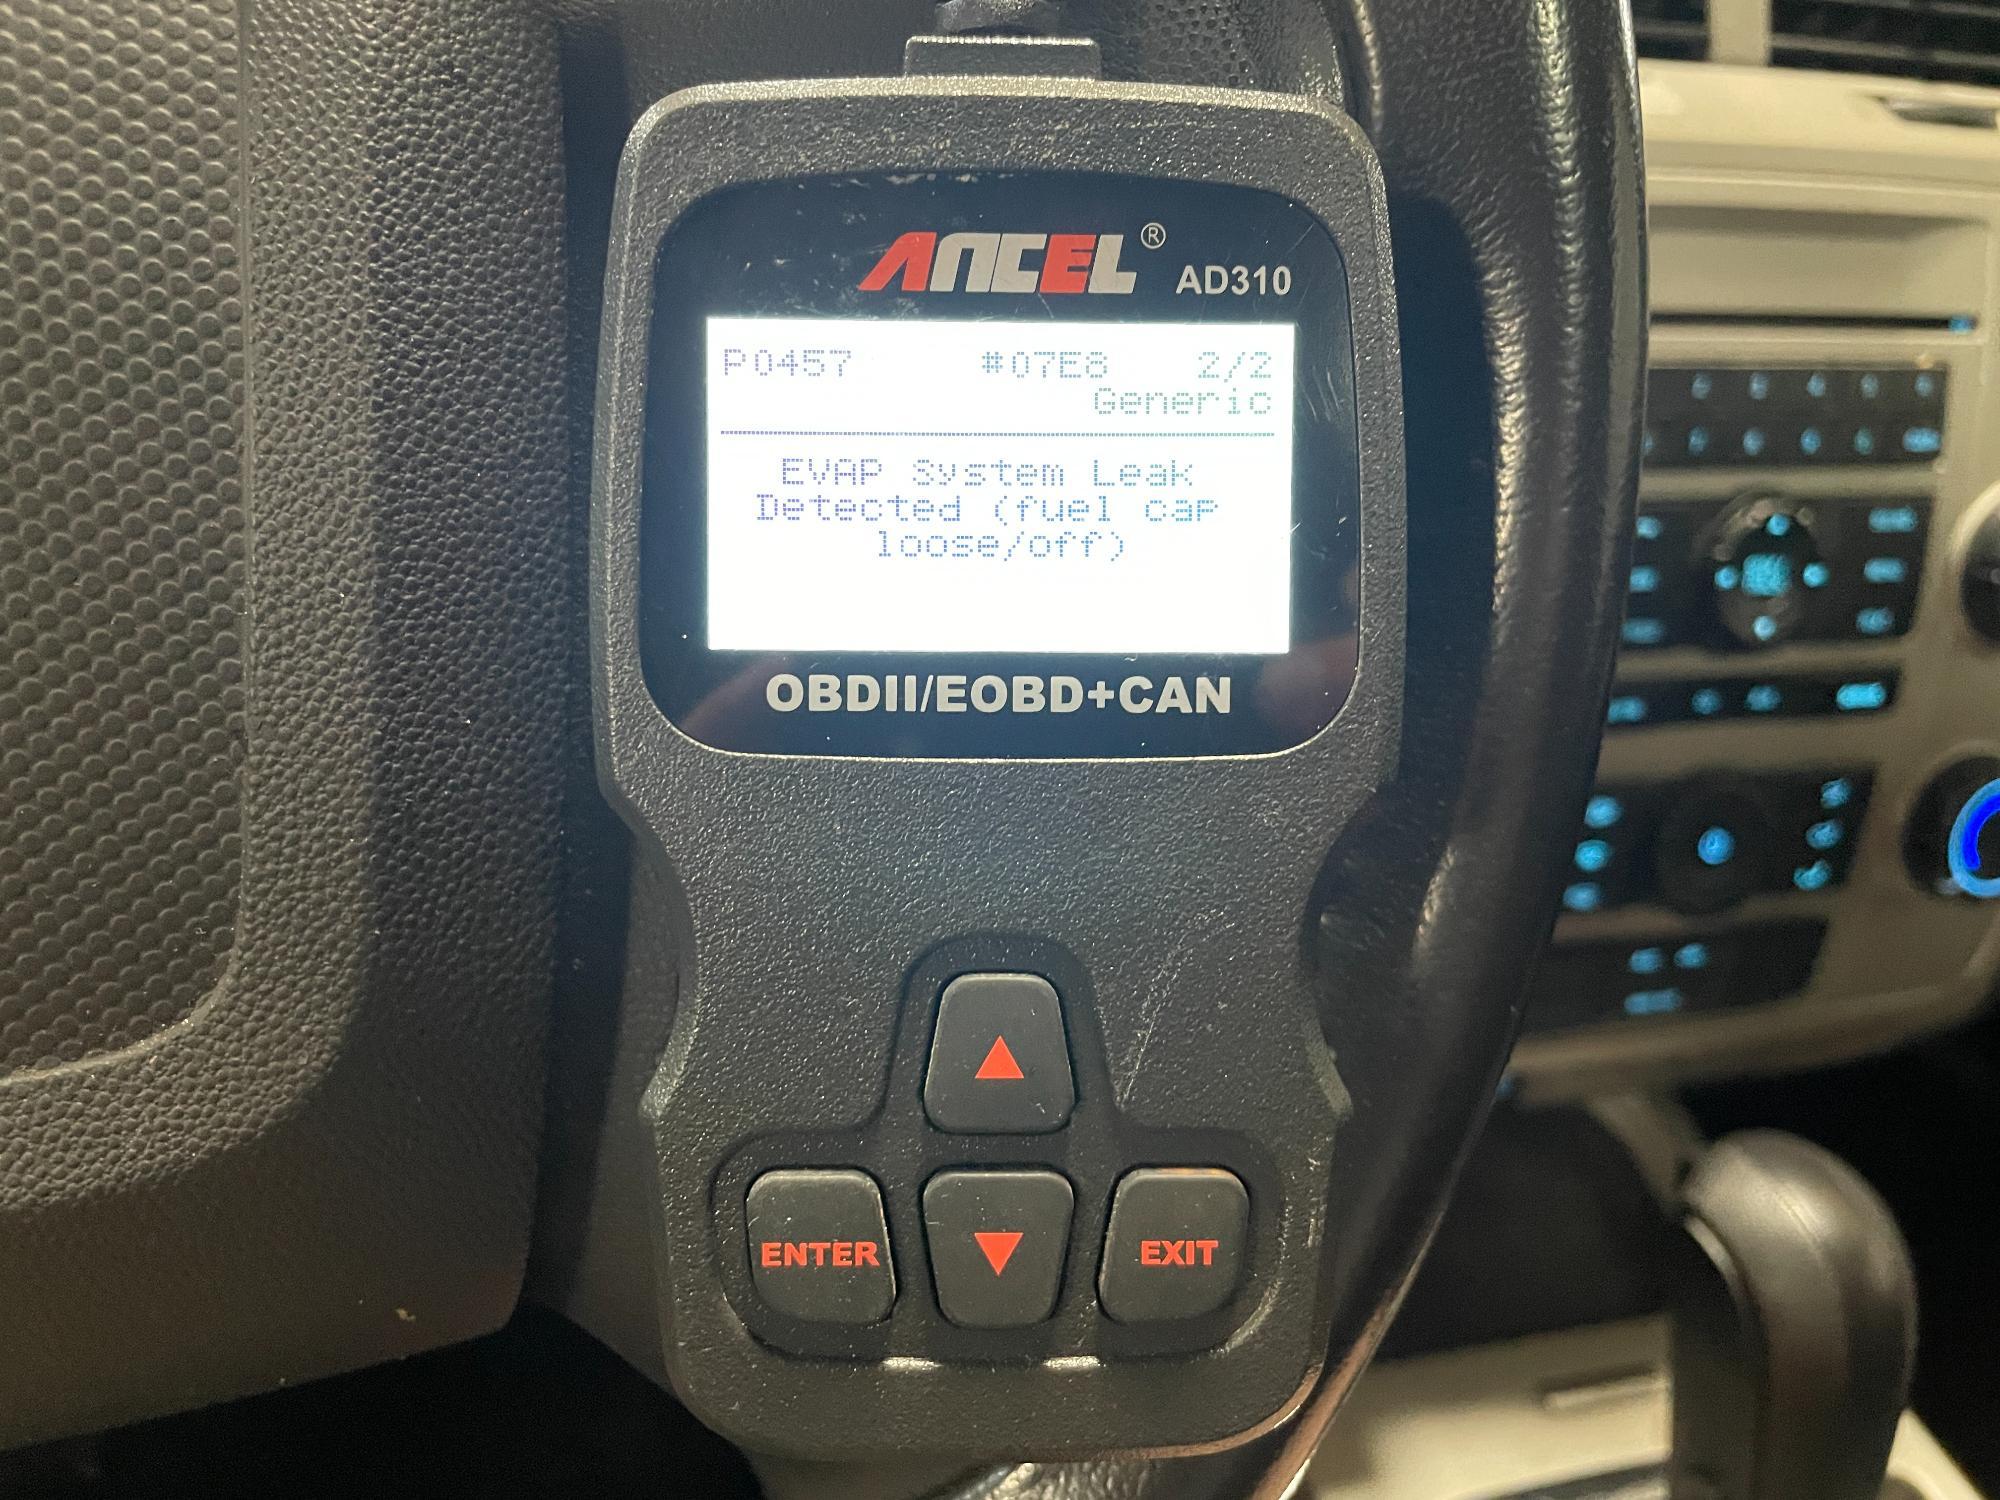 ANCEL® AD310
P0457 #07E8 2/2
Generic
EVAP System Leak
Detected (fuel cap
loose/off)
OBDII/EOBD+CAN
ENTER
EXIT